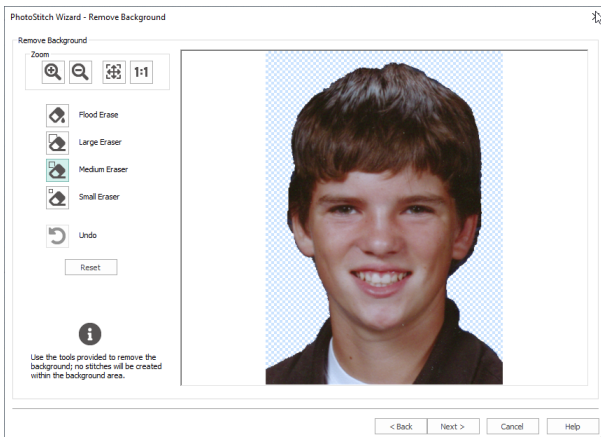 PhotoStitch Wizard - Remove Background
Remove Background
Zoom
1:1
Flood Erase
Large Eraser
Medium Eraser
Small Eraser
Undo
Reset
Use the tools provided to remove the
background; no stitches will be created
within the background area.
< Back
Next >
Cancel
Help